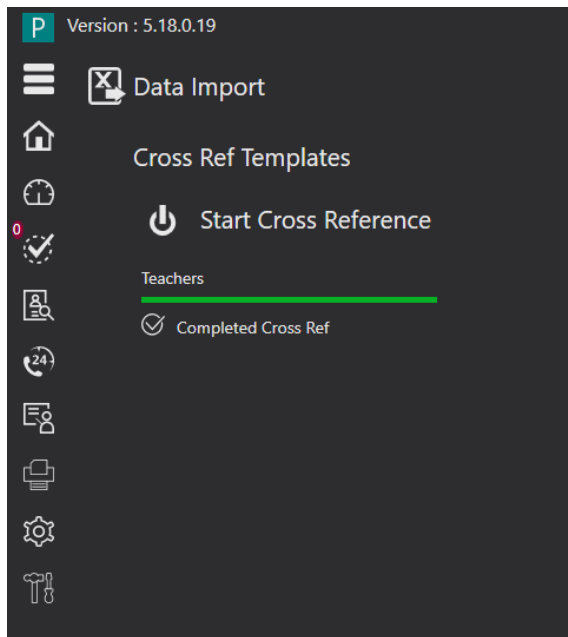 P Version : 5.18.0.19
Data Import
Cross Ref Templates
Start Cross Reference
0
Teachers
Completed Cross Ref
24